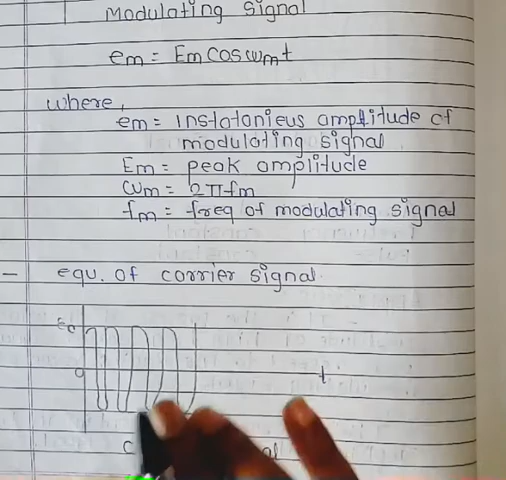 Modulating Signal
em = Em cos ωmt
where,
em = instatanieus amplitude of
modulating signal
Em = peak amplitude
ωm = 2πfm
fm = freq of modulating signal
— equ. of carrier signal.
Ec
0
t